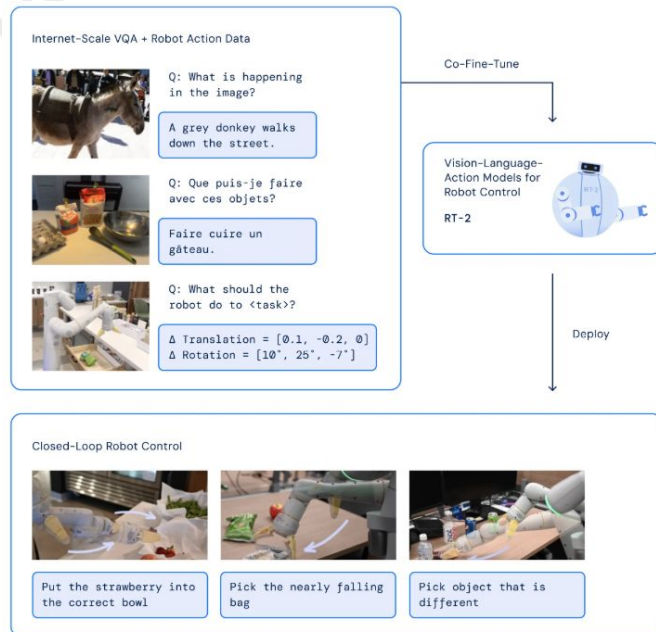 Internet-Scale VQA + Robot Action Data
Q: What is happening
in the image?
A grey donkey walks
down the street.
Q: Que puis-je faire
avec ces objets?
Faire cuire un
gâteau.
Q: What should the
robot do to <task>?
Δ Translation = [0.1, -0.2, 0]
Δ Rotation = [10°, 25°, -7°]
Co-Fine-Tune
Vision-Language-
Action Models for
Robot Control
RT-2
RT-2
Deploy
Closed-Loop Robot Control
Put the strawberry into
the correct bowl
Pick the nearly falling
bag
Pick object that is
different